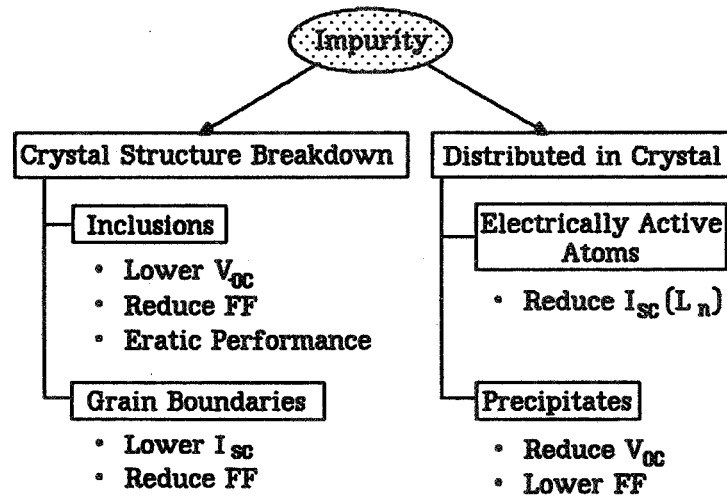 Impurity
Crystal Structure Breakdown
Inclusions
• Lower V_OC
• Reduce FF
• Eratic Performance
Grain Boundaries
• Lower I_SC
• Reduce FF
Distributed in Crystal
Electrically Active
Atoms
• Reduce I_SC (L_n)
Precipitates
• Reduce V_OC
• Lower FF